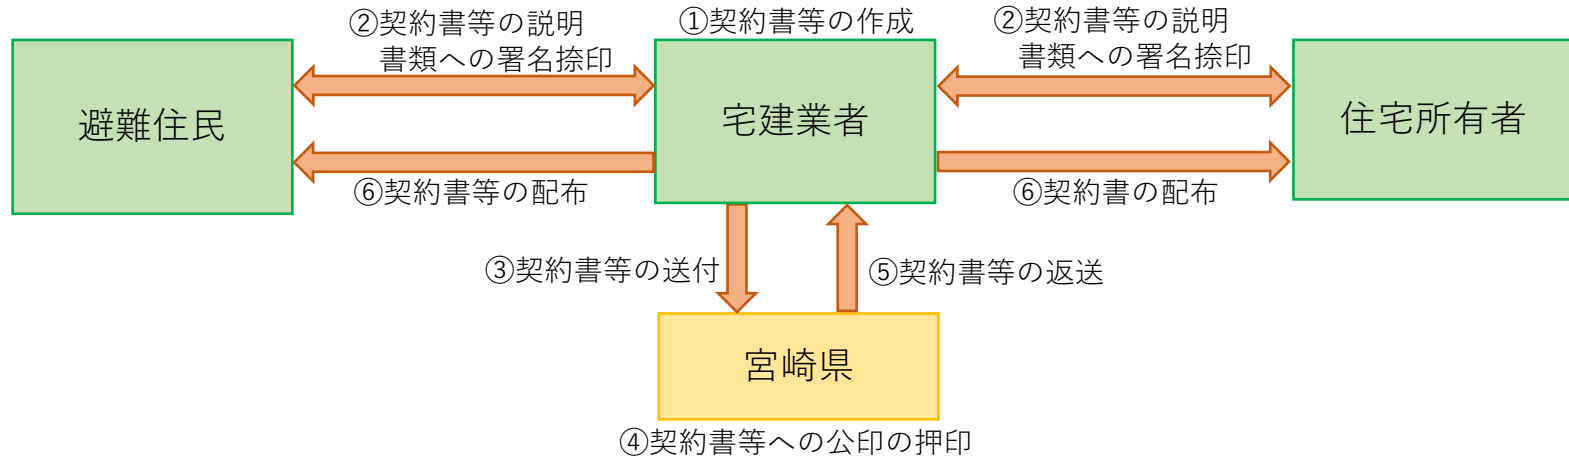 ②契約書等の説明
書類への署名捺印
①契約書等の作成
②契約書等の説明
書類への署名捺印
避難住民
宅建業者
住宅所有者
⑥契約書等の配布
⑥契約書の配布
③契約書等の送付
⑤契約書等の返送
宮崎県
④契約書等への公印の押印